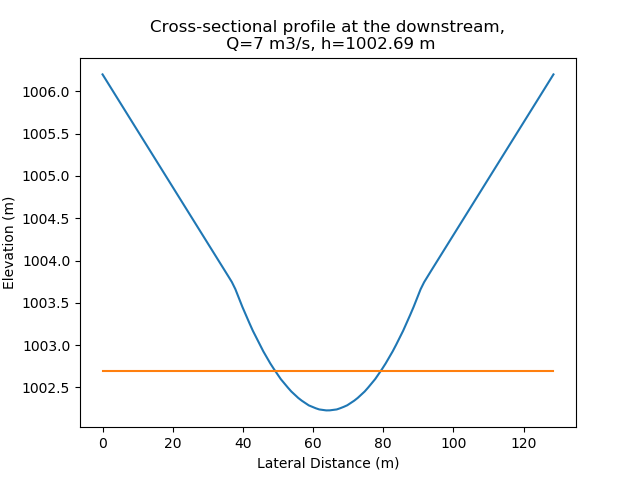 Cross-sectional profile at the downstream,
Q=7 m3/s, h=1002.69 m
1006.0
1005.5
1005.0
1004.5
1004.0
1003.5
1003.0
1002.5
Elevation (m)
0 20 40 60 80 100 120
Lateral Distance (m)